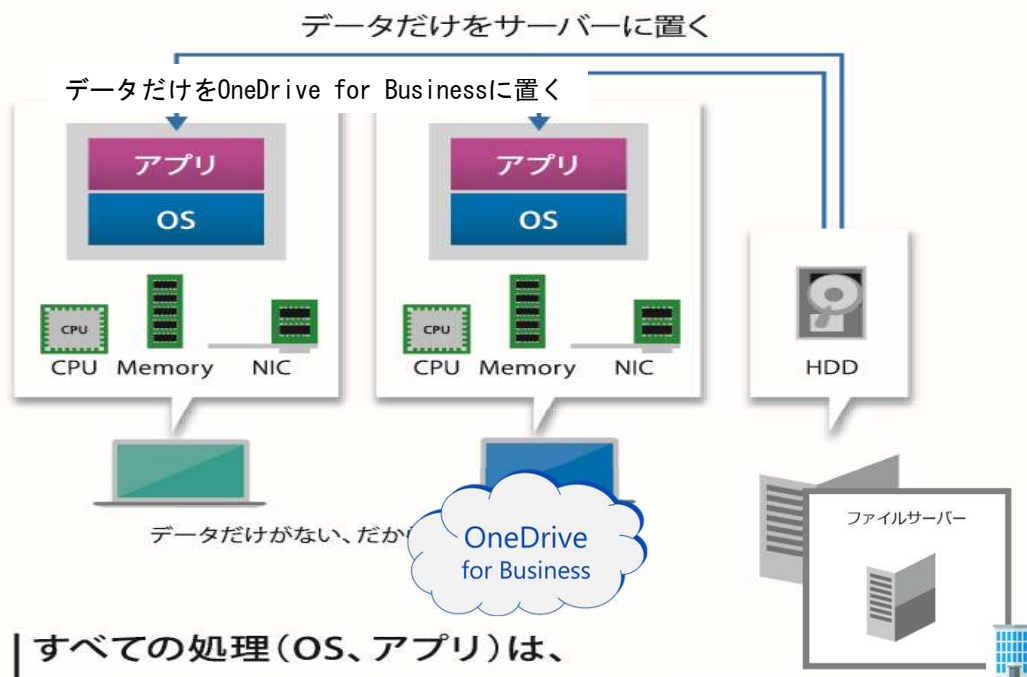 データだけをサーバーに置く
データだけをOneDrive for Businessに置く
アプリ
OS
CPU
CPU
Memory
NIC
アプリ
OS
CPU
CPU
Memory
NIC
HDD
データだけがない、だか
OneDrive
for Business
ファイルサーバー
すべての処理(OS、アプリ)は、